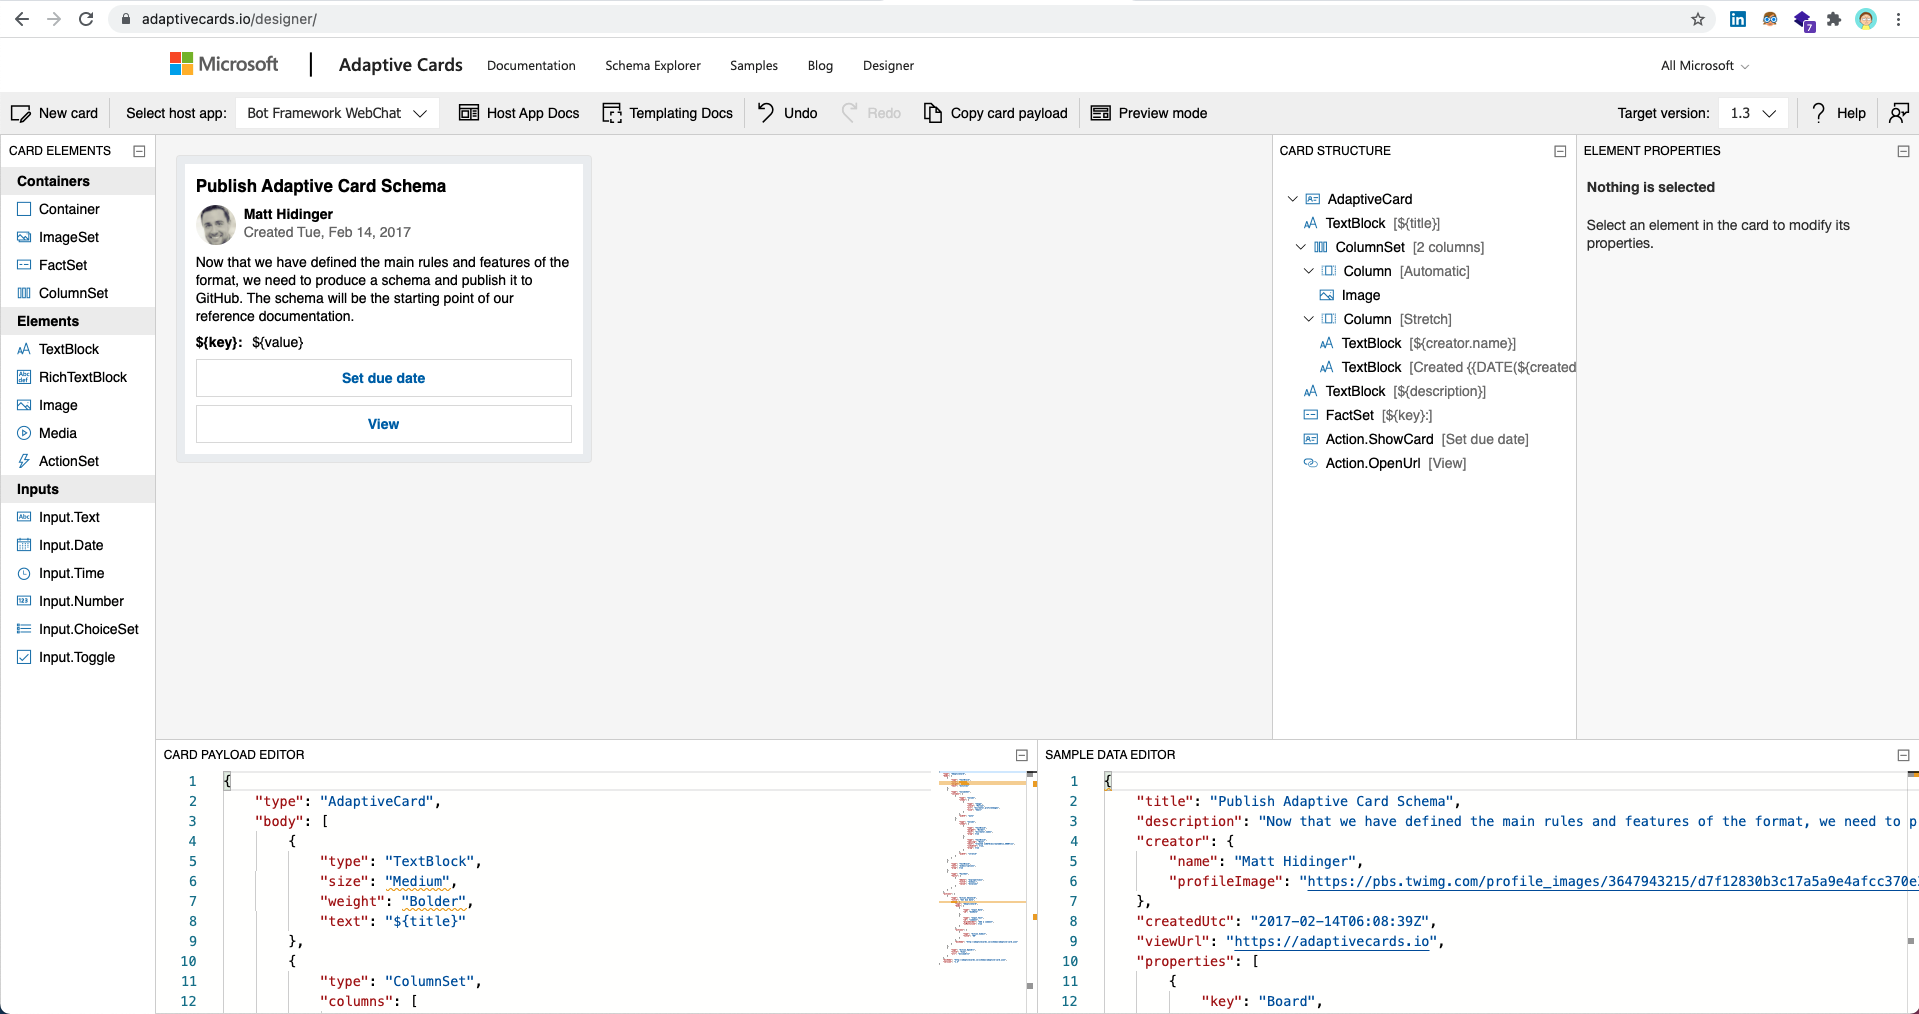 adaptivecards.io/designer/
7
Microsoft
Adaptive Cards
Documentation
Schema Explorer
Samples
Blog
Designer
All Microsoft
New card
Select host app:
Bot Framework WebChat
Host App Docs
Templating Docs
Undo
Redo
Copy card payload
Preview mode
Target version:
1.3
Help
CARD ELEMENTS
Containers
Container
ImageSet
FactSet
ColumnSet
Elements
TextBlock
RichTextBlock
Image
Media
ActionSet
Inputs
Input.Text
Input.Date
Input.Time
Input.Number
Input.ChoiceSet
Input.Toggle
Publish Adaptive Card Schema
Matt Hidinger
Created Tue, Feb 14, 2017
Now that we have defined the main rules and features of the
format, we need to produce a schema and publish it to
GitHub. The schema will be the starting point of our
reference documentation.
${key}: ${value}
Set due date
View
CARD STRUCTURE
AdaptiveCard
TextBlock [${title}]
ColumnSet [2 columns]
Column [Automatic]
Image
Column [Stretch]
TextBlock [${creator.name}]
TextBlock [Created {{DATE(${created
TextBlock [${description}]
FactSet [${key}:]
Action.ShowCard [Set due date]
Action.OpenUrl [View]
ELEMENT PROPERTIES
Nothing is selected
Select an element in the card to modify its
properties.
CARD PAYLOAD EDITOR
1 {
2 "type": "AdaptiveCard",
3 "body": [
4 {
5 "type": "TextBlock",
6 "size": "Medium",
7 "weight": "Bolder",
8 "text": "${title}"
9 },
10 {
11 "type": "ColumnSet",
12 "columns": [
SAMPLE DATA EDITOR
1 {
2 "title": "Publish Adaptive Card Schema",
3 "description": "Now that we have defined the main rules and features of the format, we need to p
4 "creator": {
5 "name": "Matt Hidinger",
6 "profileImage": "https://pbs.twimg.com/profile_images/3647943215/d7f12830b3c17a5a9e4afcc370e
7 },
8 "createdUtc": "2017-02-14T06:08:39Z",
9 "viewUrl": "https://adaptivecards.io",
10 "properties": [
11 {
12 "key": "Board",